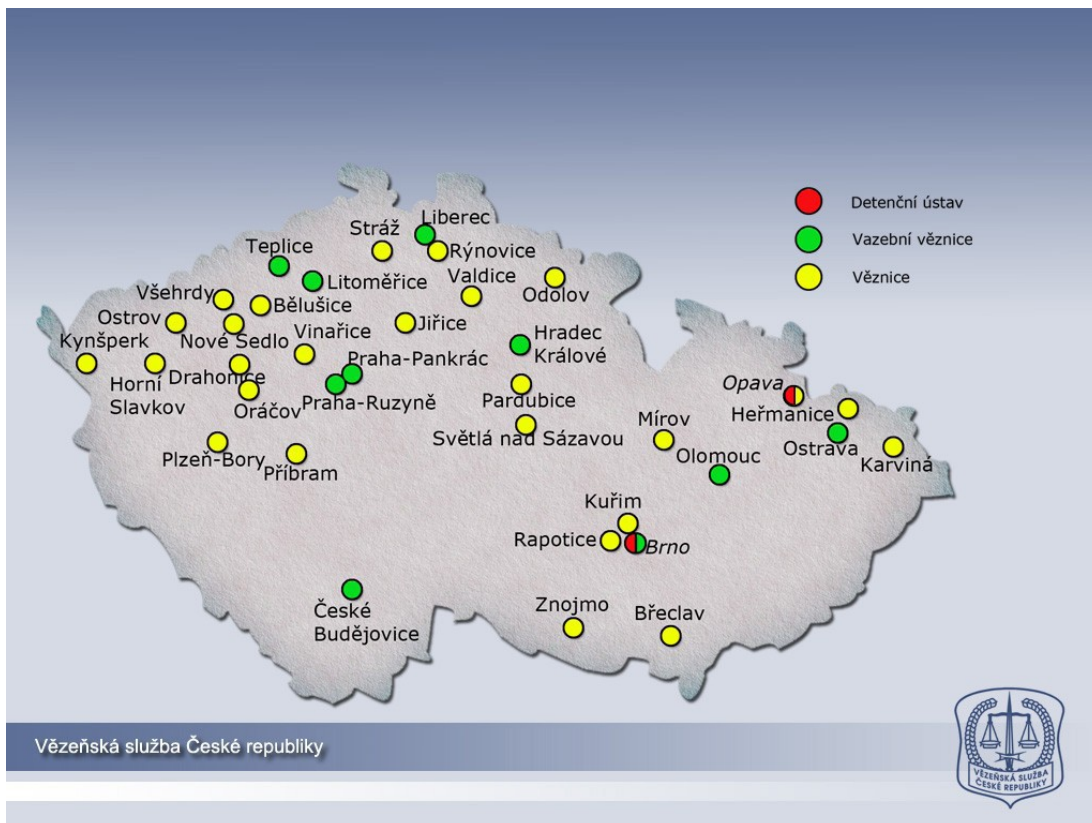 Liberec
Stráž
Rýnovice
Teplice
Valdice
Litoměřice
Odolov
Všehrdy
Bělušice
Ostrov
Jiřice
Nové Sedlo
Vinařice
Hradec
Králové
Kynšperk
Praha-Pankrác
Horní
Slavkov
Drahonice
Praha-Ruzyně
Oráčov
Pardubice
Opava
Heřmanice
Mírov
Světlá nad Sázavou
Ostrava
Olomouc
Karviná
Plzeň-Bory
Příbram
Kuřim
Rapotice
Brno
České
Budějovice
Znojmo
Břeclav
Detenční ústav
Vazební věznice
Věznice
Vězeňská služba České republiky
VĚZEŇSKÁ SLUŽBA
ČESKÉ REPUBLIKY